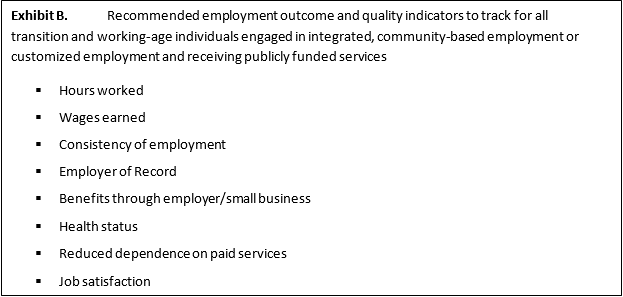 Exhibit B. Recommended employment outcome and quality indicators to track for all
transition and working-age individuals engaged in integrated, community-based employment or
customized employment and receiving publicly funded services
▪ Hours worked
▪ Wages earned
▪ Consistency of employment
▪ Employer of Record
▪ Benefits through employer/small business
▪ Health status
▪ Reduced dependence on paid services
▪ Job satisfaction